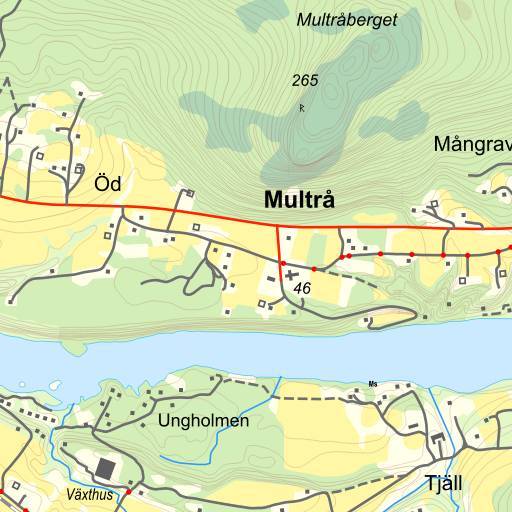 Multråberget
265
R
Mångrav
Öd
Multrå
46
Ms
Ungholmen
Tjäll
Växthus